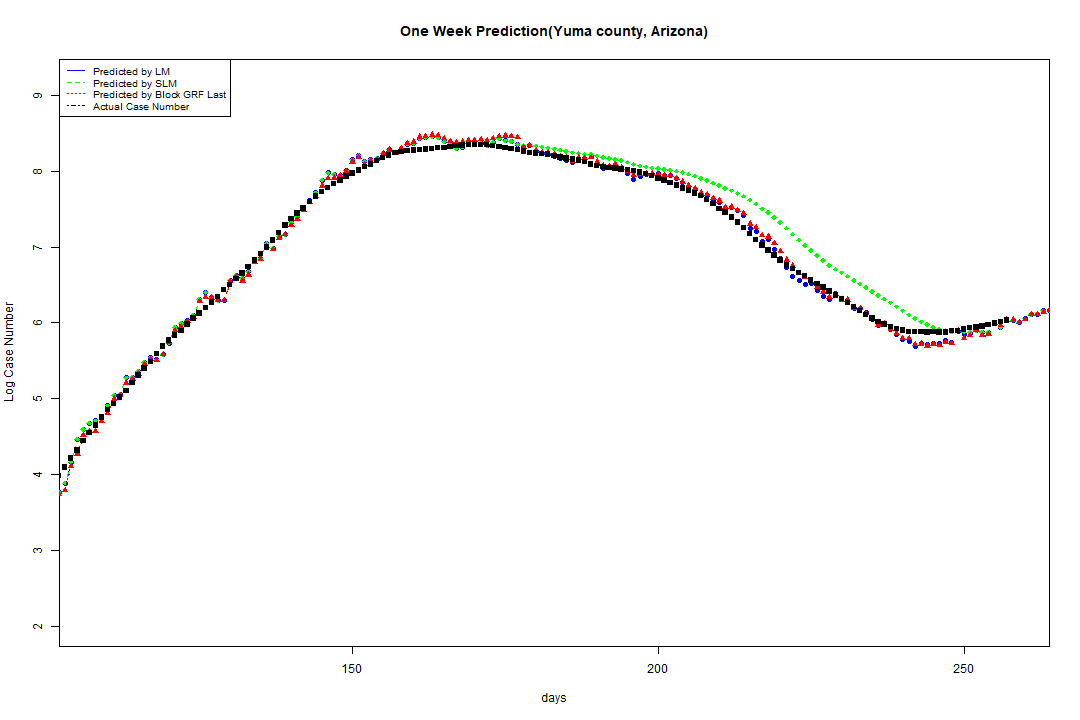 One Week Prediction(Yuma county, Arizona)
Predicted by LM
Predicted by SLM
Predicted by Block GRF Last
Actual Case Number
9
8
7
6
5
4
3
2
Log Case Number
150
200
250
days